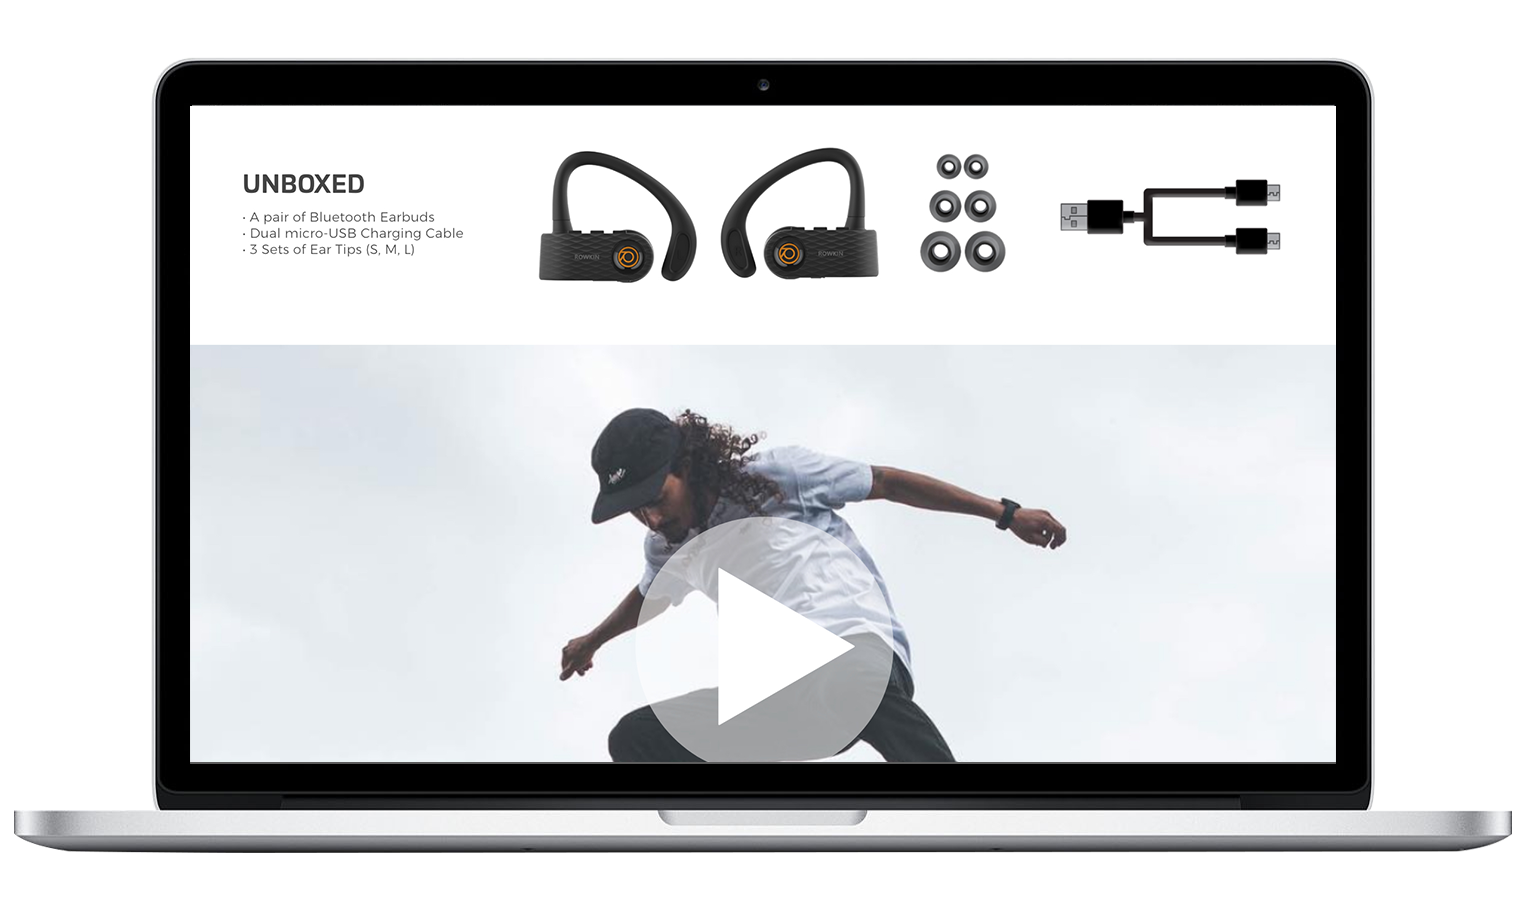 UNBOXED
• A pair of Bluetooth Earbuds
• Dual micro-USB Charging Cable
• 3 Sets of Ear Tips (S, M, L)
ROWKIN
ROWKIN